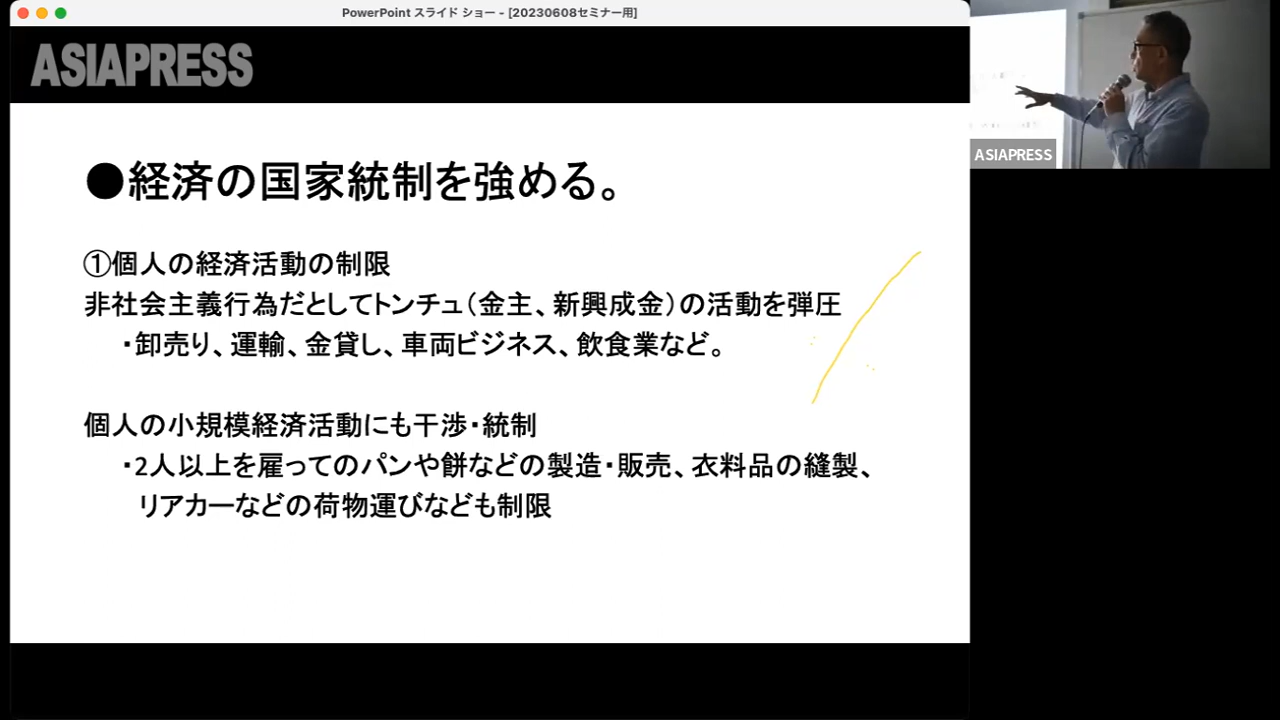 PowerPoint スライド ショー - [20230608セミナー用]
ASIAPRESS
ASIAPRESS
●経済の国家統制を強める。
①個人の経済活動の制限
非社会主義行為だとしてトンチュ（金主、新興成金）の活動を弾圧
・卸売り、運輸、金貸し、車両ビジネス、飲食業など。
個人の小規模経済活動にも干渉・統制
・2人以上を雇ってのパンや餅などの製造・販売、衣料品の縫製、
リアカーなどの荷物運びなども制限